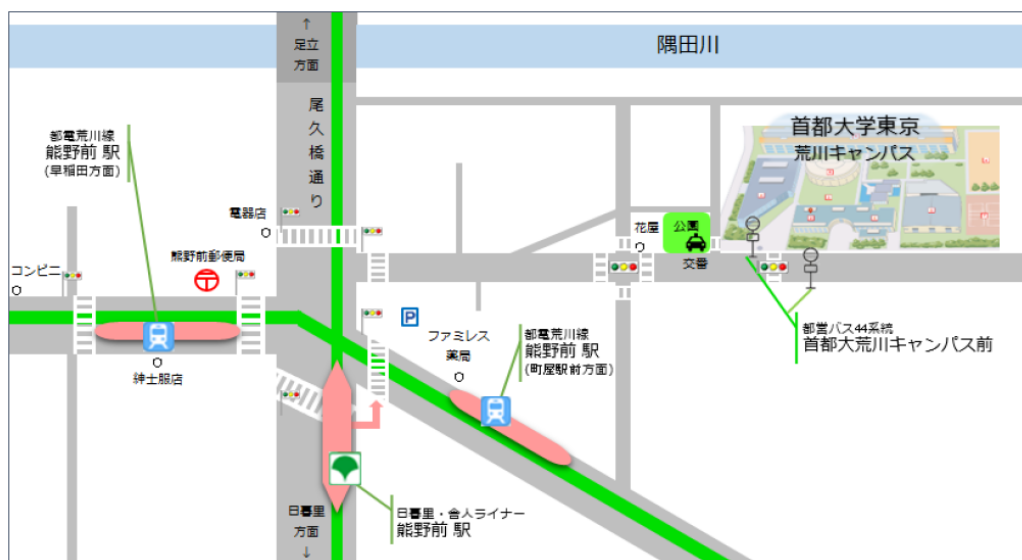 ↑
足立
方面
隅田川
尾久橋通り
首都大学東京
荒川キャンパス
都電荒川線
熊野前 駅
(早稲田方面)
電器店
花屋
公園
交番
熊野前郵便局
コンビニ
P
ファミレス
薬局
都電荒川線
熊野前 駅
(町屋駅前方面)
都営バス44系統
首都大荒川キャンパス前
紳士服店
日暮里
方面
↓
日暮里・舎人ライナー
熊野前 駅